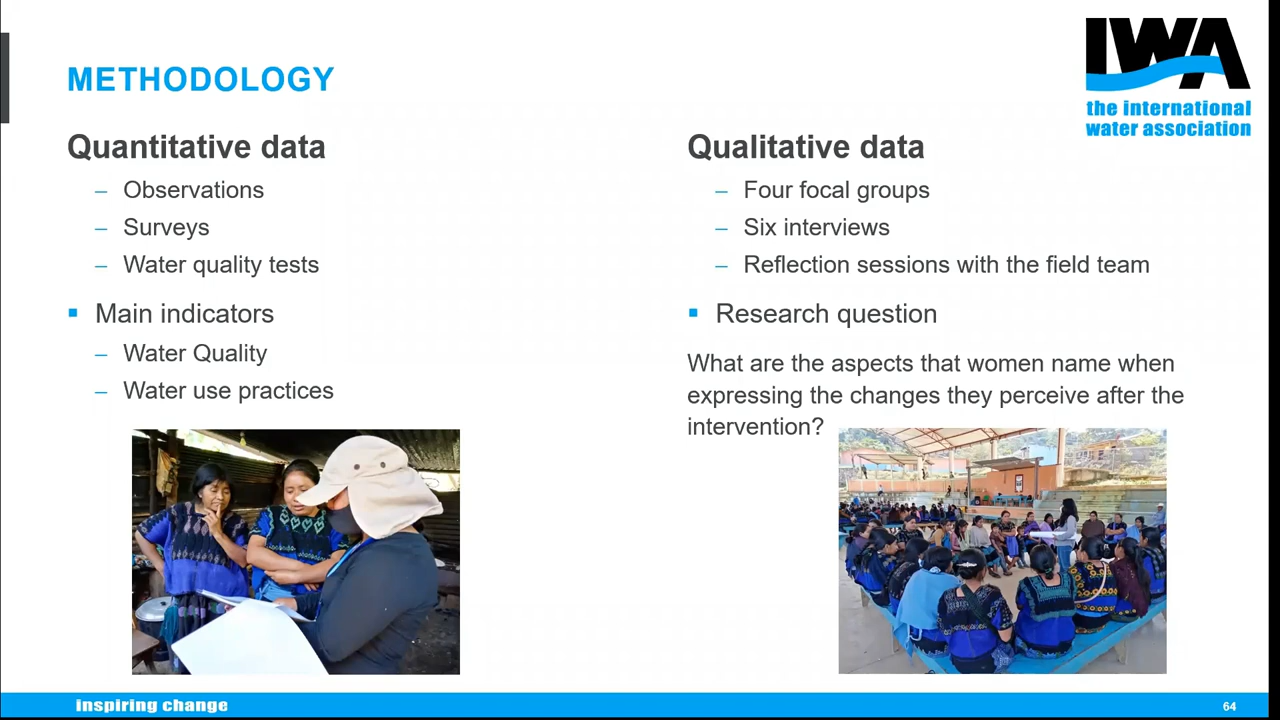 METHODOLOGY
IWA
the international
water association
Quantitative data
– Observations
– Surveys
– Water quality tests
▪ Main indicators
– Water Quality
– Water use practices
Qualitative data
– Four focal groups
– Six interviews
– Reflection sessions with the field team
▪ Research question
What are the aspects that women name when
expressing the changes they perceive after the
intervention?
inspiring change
64